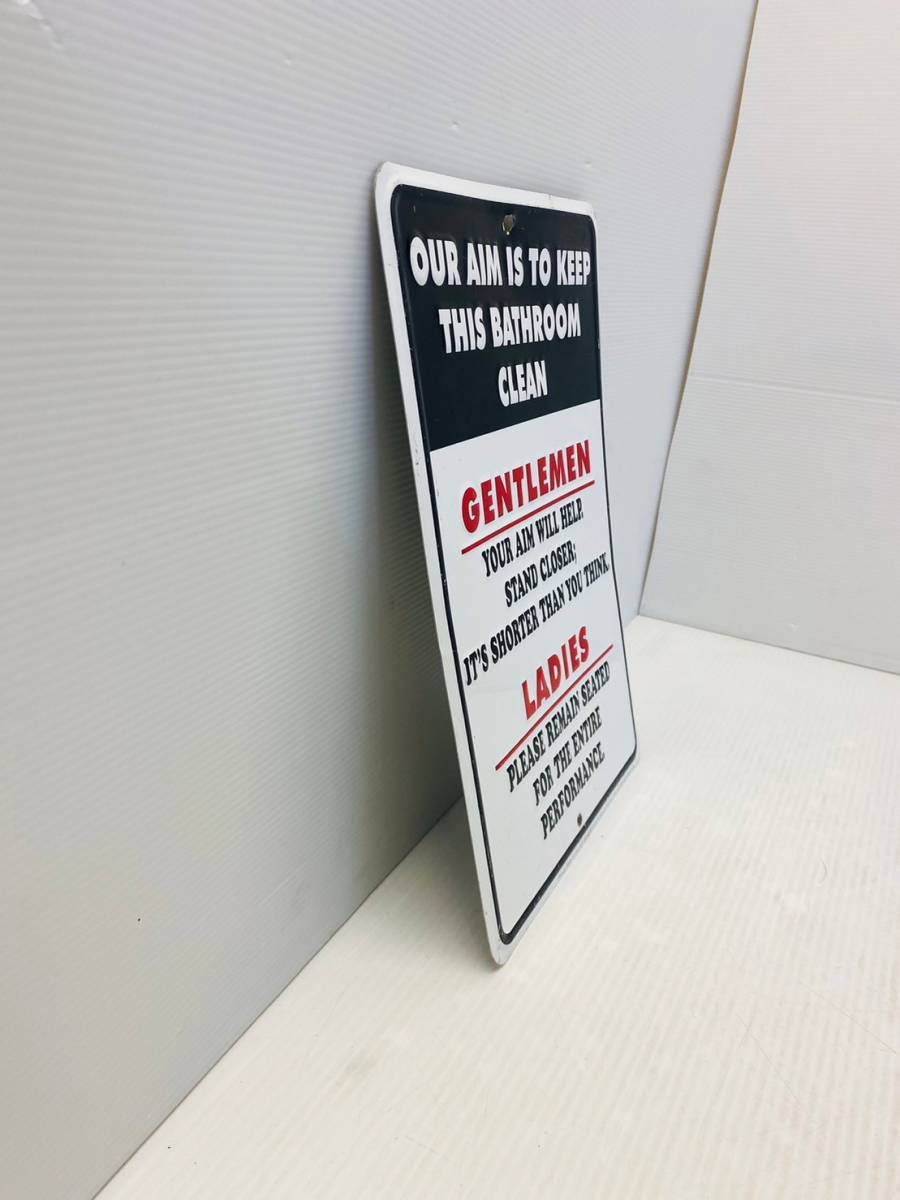 OUR AIM IS TO KEEP
THIS BATHROOM
CLEAN
GENTLEMEN
YOUR AIM WILL HELP.
STAND CLOSER;
IT'S SHORTER THAN YOU THINK.
LADIES
PLEASE REMAIN SEATED
FOR THE ENTIRE
PERFORMANCE.